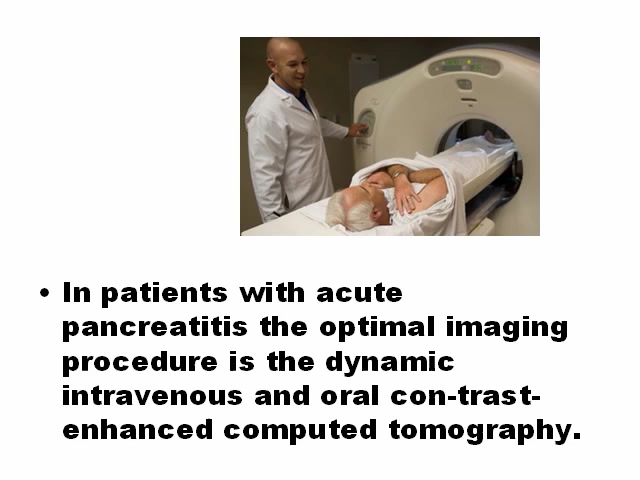 • In patients with acute
pancreatitis the optimal imaging
procedure is the dynamic
intravenous and oral con-trast-
enhanced computed tomography.